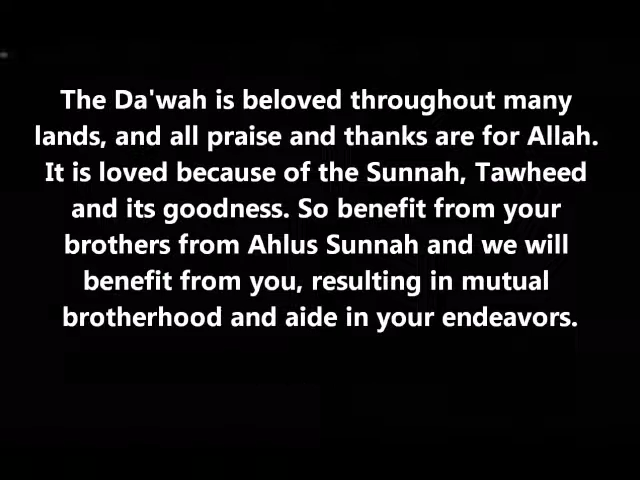 The Da'wah is beloved throughout many
lands, and all praise and thanks are for Allah.
It is loved because of the Sunnah, Tawheed
and its goodness. So benefit from your
brothers from Ahlus Sunnah and we will
benefit from you, resulting in mutual
brotherhood and aide in your endeavors.